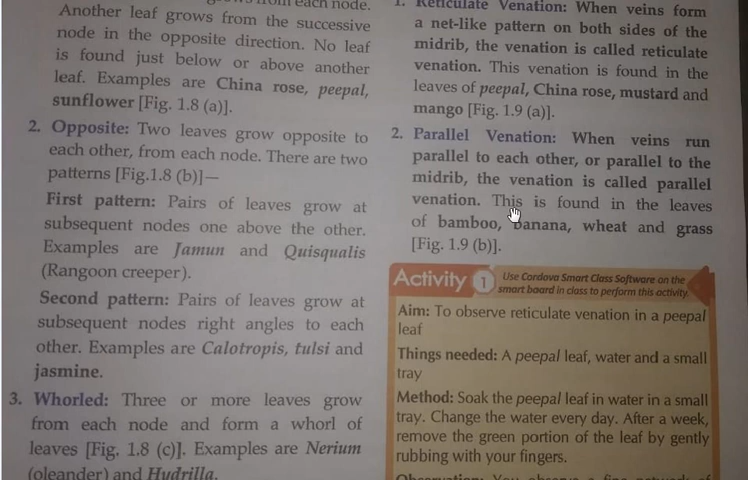 from each node.
Another leaf grows from the successive
node in the opposite direction. No leaf
is found just below or above another
leaf. Examples are China rose, peepal,
sunflower [Fig. 1.8 (a)].
2. Opposite: Two leaves grow opposite to
each other, from each node. There are two
patterns [Fig.1.8 (b)]—
First pattern: Pairs of leaves grow at
subsequent nodes one above the other.
Examples are Jamun and Quisqualis
(Rangoon creeper).
Second pattern: Pairs of leaves grow at
subsequent nodes right angles to each
other. Examples are Calotropis, tulsi and
jasmine.
3. Whorled: Three or more leaves grow
from each node and form a whorl of
leaves [Fig. 1.8 (c)]. Examples are Nerium
(oleander) and Hydrilla.
1. Reticulate Venation: When veins form
a net-like pattern on both sides of the
midrib, the venation is called reticulate
venation. This venation is found in the
leaves of peepal, China rose, mustard and
mango [Fig. 1.9 (a)].
2. Parallel Venation: When veins run
parallel to each other, or parallel to the
midrib, the venation is called parallel
venation. This is found in the leaves
of bamboo, banana, wheat and grass
[Fig. 1.9 (b)].
Activity 1
Use Cordova Smart Class Software on the
smart board in class to perform this activity.
Aim: To observe reticulate venation in a peepal
leaf
Things needed: A peepal leaf, water and a small
tray
Method: Soak the peepal leaf in water in a small
tray. Change the water every day. After a week,
remove the green portion of the leaf by gently
rubbing with your fingers.
Observation: You observe a fine network of